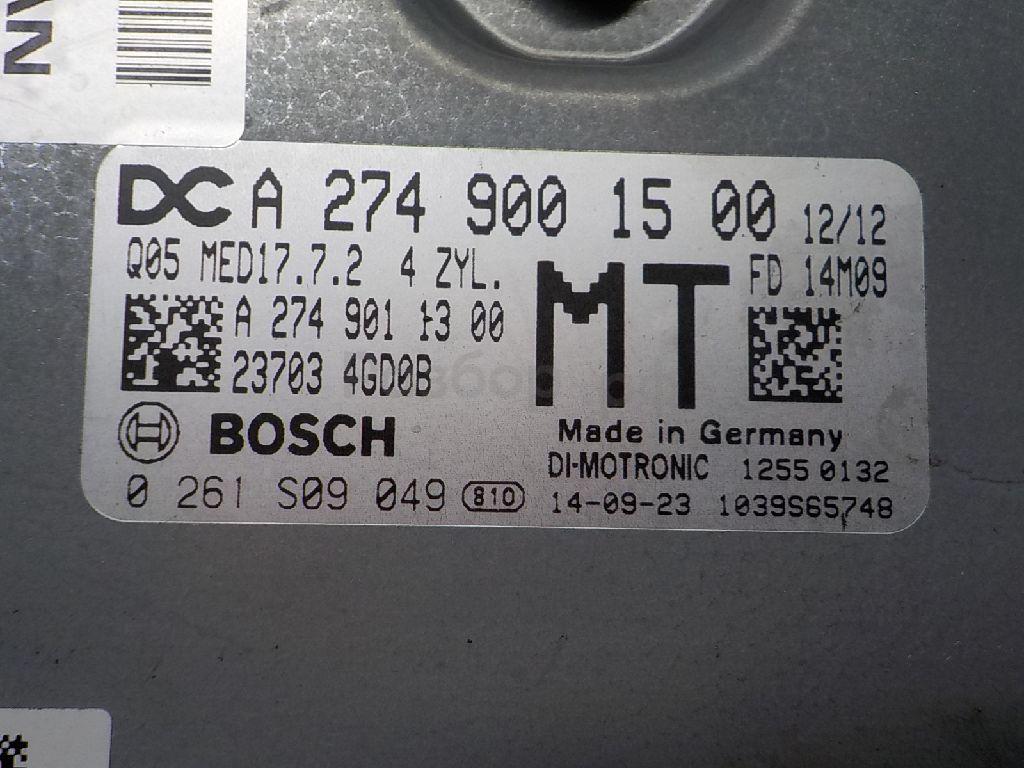 NV
DC A 274 900 15 00 12/12
Q05 MED17.7.2 4 ZYL. MT FD 14M09
A 274 901 13 00
23703 4GD0B
BOSCH Made in Germany
DI-MOTRONIC 1255 0132
0 261 S09 049 810 14-09-23 1039S65748